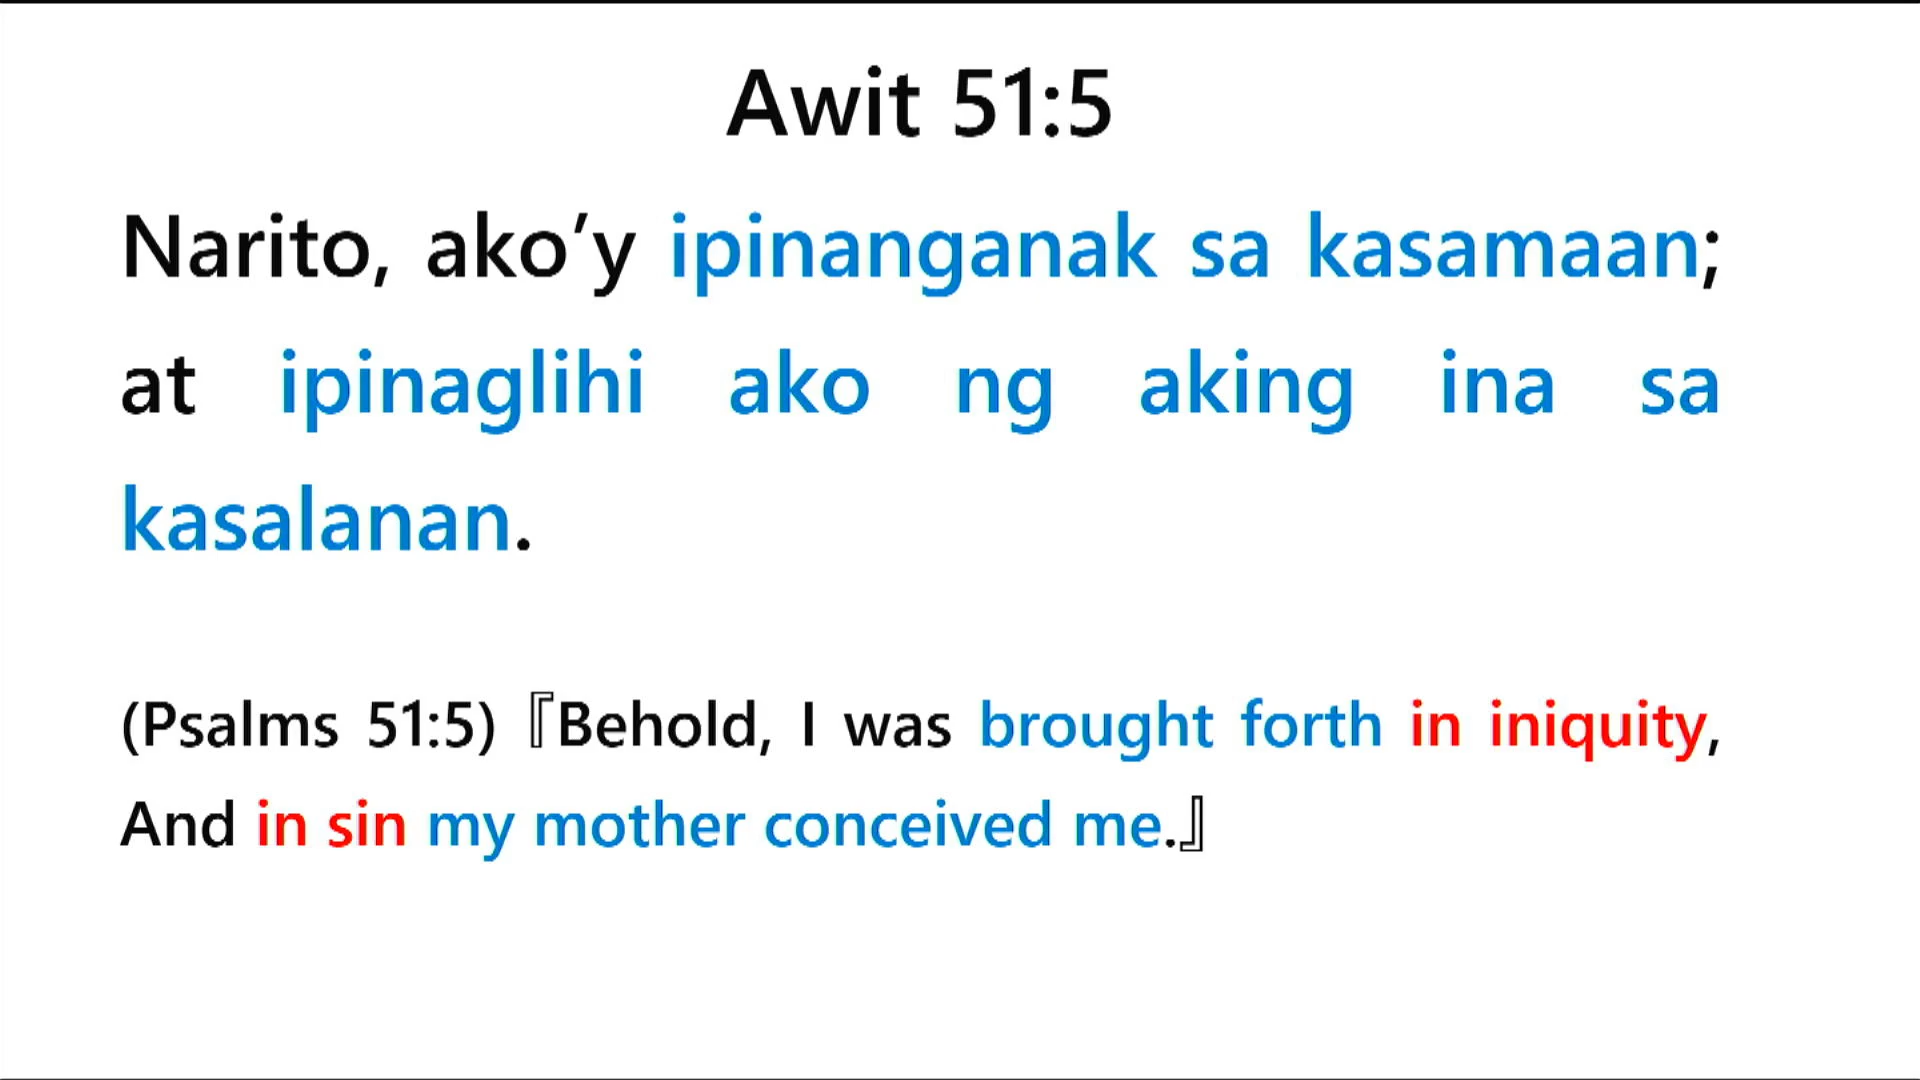 Awit 51:5
Narito, ako’y ipinanganak sa kasamaan;
at ipinaglihi ako ng aking ina sa
kasalanan.
(Psalms 51:5) 『Behold, I was brought forth in iniquity,
And in sin my mother conceived me.』